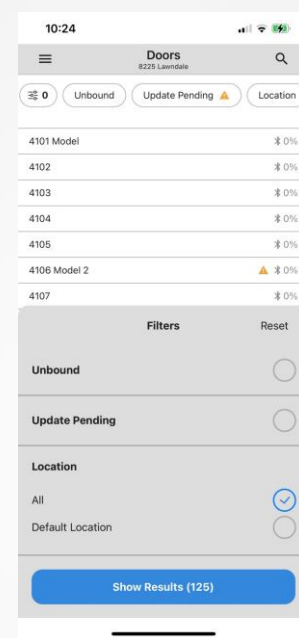 10:24
Doors
8225 Lawndale
0
Unbound
Update Pending
Location
4101 Model
0%
4102
0%
4103
0%
4104
0%
4105
0%
4106 Model 2
0%
4107
0%
Filters
Reset
Unbound
Update Pending
Location
All
Default Location
Show Results (125)